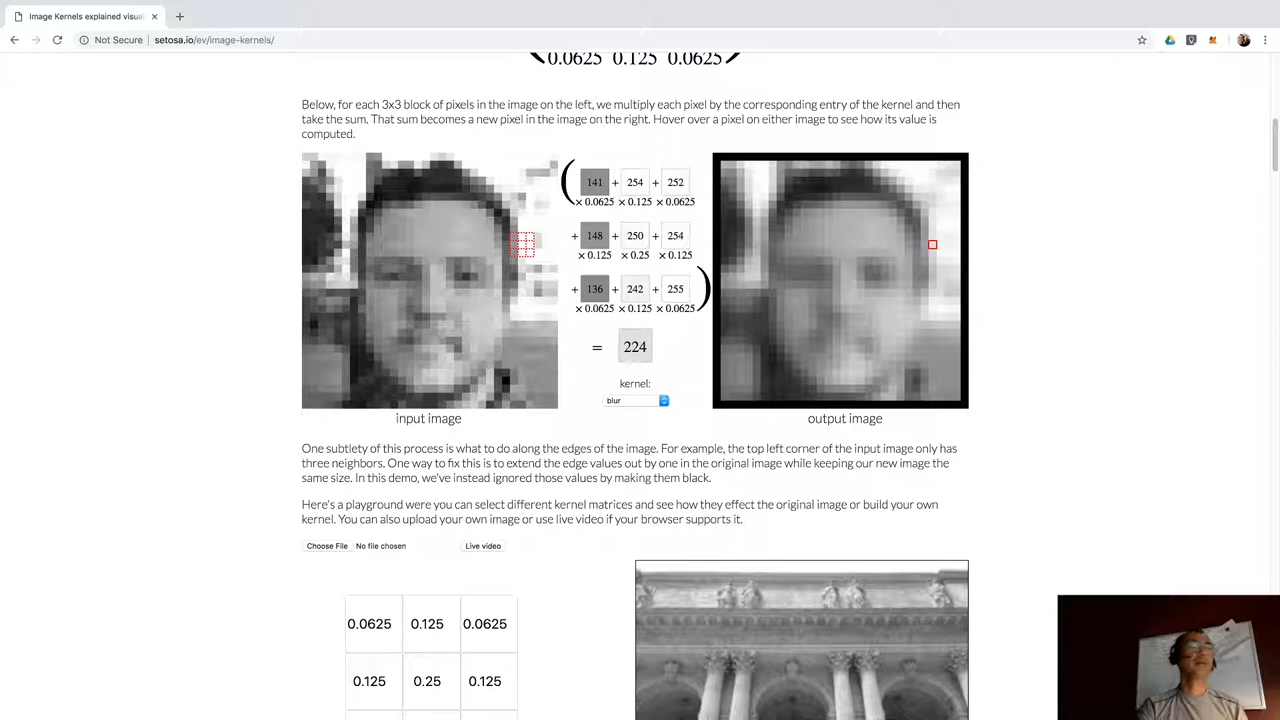 Image Kernels explained visual
Not Secure
setosa.io/ev/image-kernels/
0.0625 0.125 0.0625
Below, for each 3x3 block of pixels in the image on the left, we multiply each pixel by the corresponding entry of the kernel and then
take the sum. That sum becomes a new pixel in the image on the right. Hover over a pixel on either image to see how its value is
computed.
( 141 + 254 + 252
× 0.0625 × 0.125 × 0.0625
+ 148 + 250 + 254
× 0.125 × 0.25 × 0.125
+ 136 + 242 + 255 )
× 0.0625 × 0.125 × 0.0625
= 224
kernel:
blur
input image
output image
One subtlety of this process is what to do along the edges of the image. For example, the top left corner of the input image only has
three neighbors. One way to fix this is to extend the edge values out by one in the original image while keeping our new image the
same size. In this demo, we've instead ignored those values by making them black.
Here's a playground were you can select different kernel matrices and see how they effect the original image or build your own
kernel. You can also upload your own image or use live video if your browser supports it.
Choose File No file chosen
Live video
0.0625 0.125 0.0625
0.125 0.25 0.125